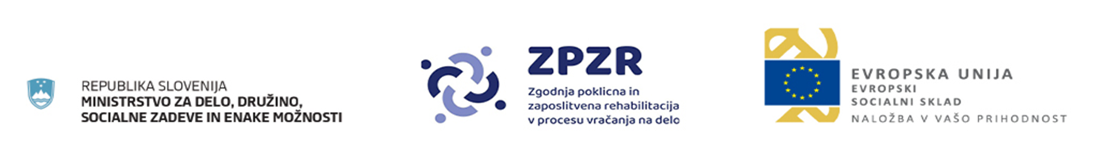 REPUBLIKA SLOVENIJA
MINISTRSTVO ZA DELO, DRUŽINO,
SOCIALNE ZADEVE IN ENAKE MOŽNOSTI
ZPZR
Zgodnja poklicna in
zaposlitvena rehabilitacija
v procesu vračanja na delo
EVROPSKA UNIJA
EVROPSKI
SOCIALNI SKLAD
NALOŽBA V VAŠO PRIHODNOST